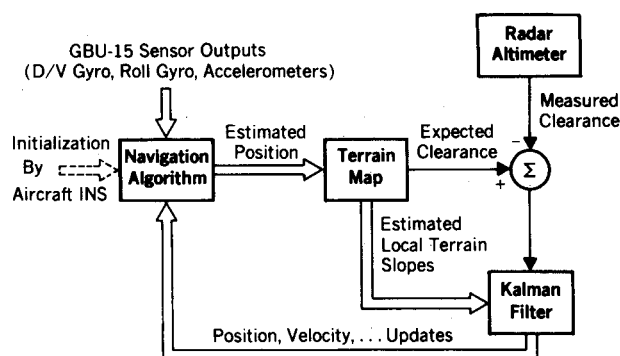 GBU-15 Sensor Outputs
(D/V Gyro, Roll Gyro, Accelerometers)
Radar
Altimeter
Measured
Clearance
Initialization
By
Aircraft INS
Navigation
Algorithm
Estimated
Position
Terrain
Map
Expected
Clearance
−
+
Σ
Estimated
Local Terrain
Slopes
Kalman
Filter
Position, Velocity, ... Updates